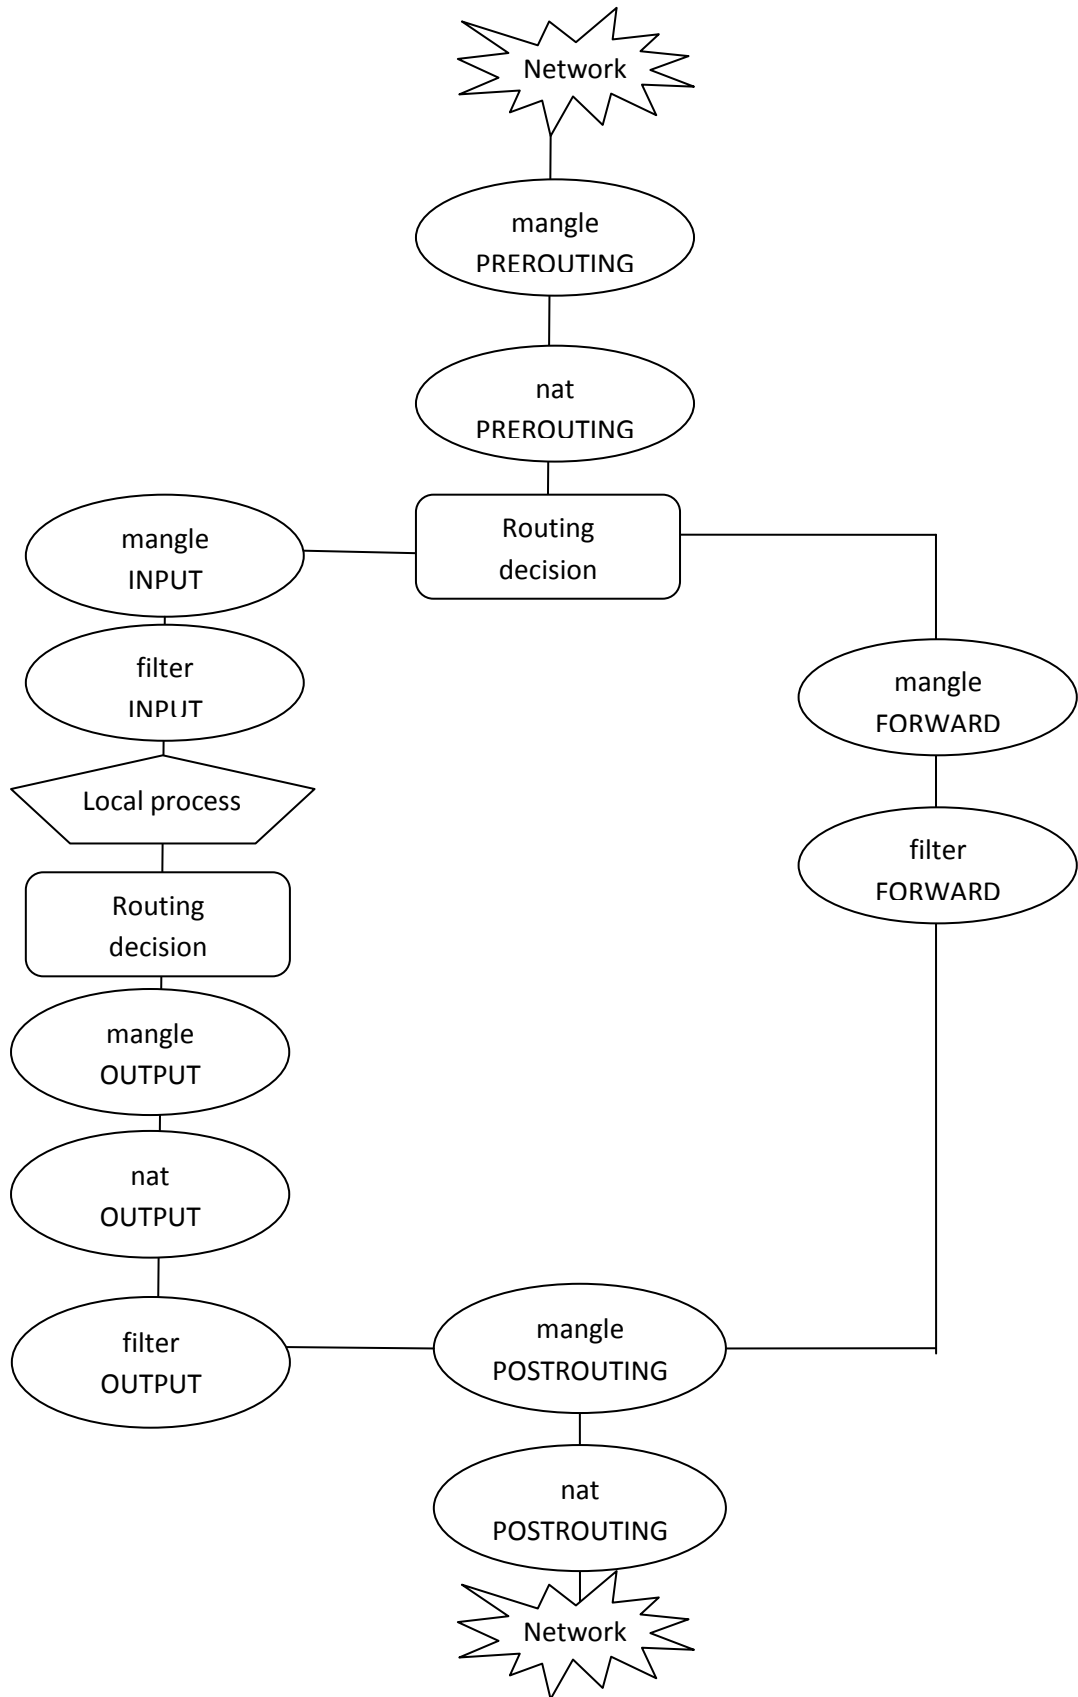 Network
mangle
PREROUTING
nat
PREROUTING
Routing
decision
mangle
INPUT
filter
INPUT
Local process
Routing
decision
mangle
OUTPUT
nat
OUTPUT
filter
OUTPUT
mangle
FORWARD
filter
FORWARD
mangle
POSTROUTING
nat
POSTROUTING
Network